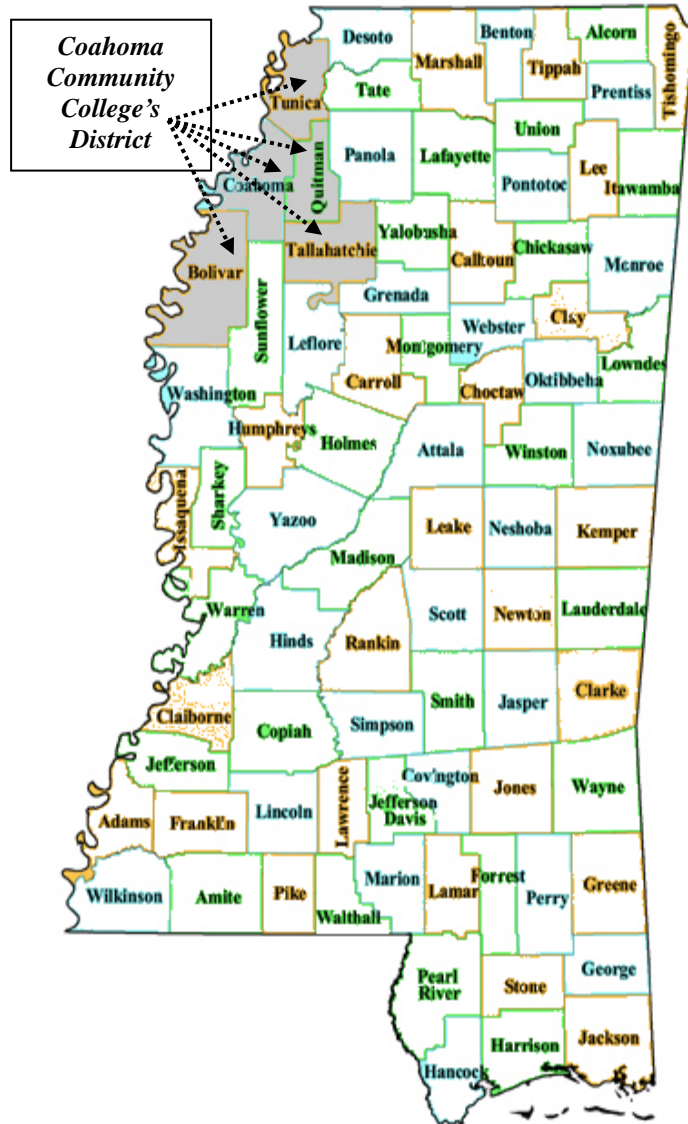 Coahoma
Community
College's
District
Desoto
Marshall
Benton
Tippah
Alcorn
Tishomingo
Prentiss
Tunica
Tate
Union
Panola
Lafayette
Pontotoc
Lee
Itawamba
Coahoma
Quitman
Tallahatchie
Yalobusha
Calhoun
Chickasaw
Monroe
Bolivar
Sunflower
Grenada
Leflore
Webster
Clay
Montgomery
Lowndes
Carroll
Choctaw
Oktibbeha
Washington
Humphreys
Holmes
Attala
Winston
Noxubee
Issaquena
Sharkey
Yazoo
Leake
Neshoba
Kemper
Madison
Warren
Hinds
Rankin
Scott
Newton
Lauderdale
Claiborne
Copiah
Simpson
Smith
Jasper
Clarke
Jefferson
Adams
Franklin
Lincoln
Lawrence
Jefferson
Davis
Covington
Jones
Wayne
Wilkinson
Amite
Pike
Walthall
Marion
Lamar
Forrest
Perry
Greene
Pearl
River
Stone
George
Hancock
Harrison
Jackson